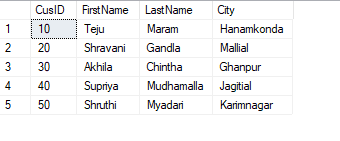 CusID FirstName LastName City
1 10 Teju Maram Hanamkonda
2 20 Shravani Gandla Mallial
3 30 Akhila Chintha Ghanpur
4 40 Supriya Mudhamalla Jagitial
5 50 Shruthi Myadari Karimnagar